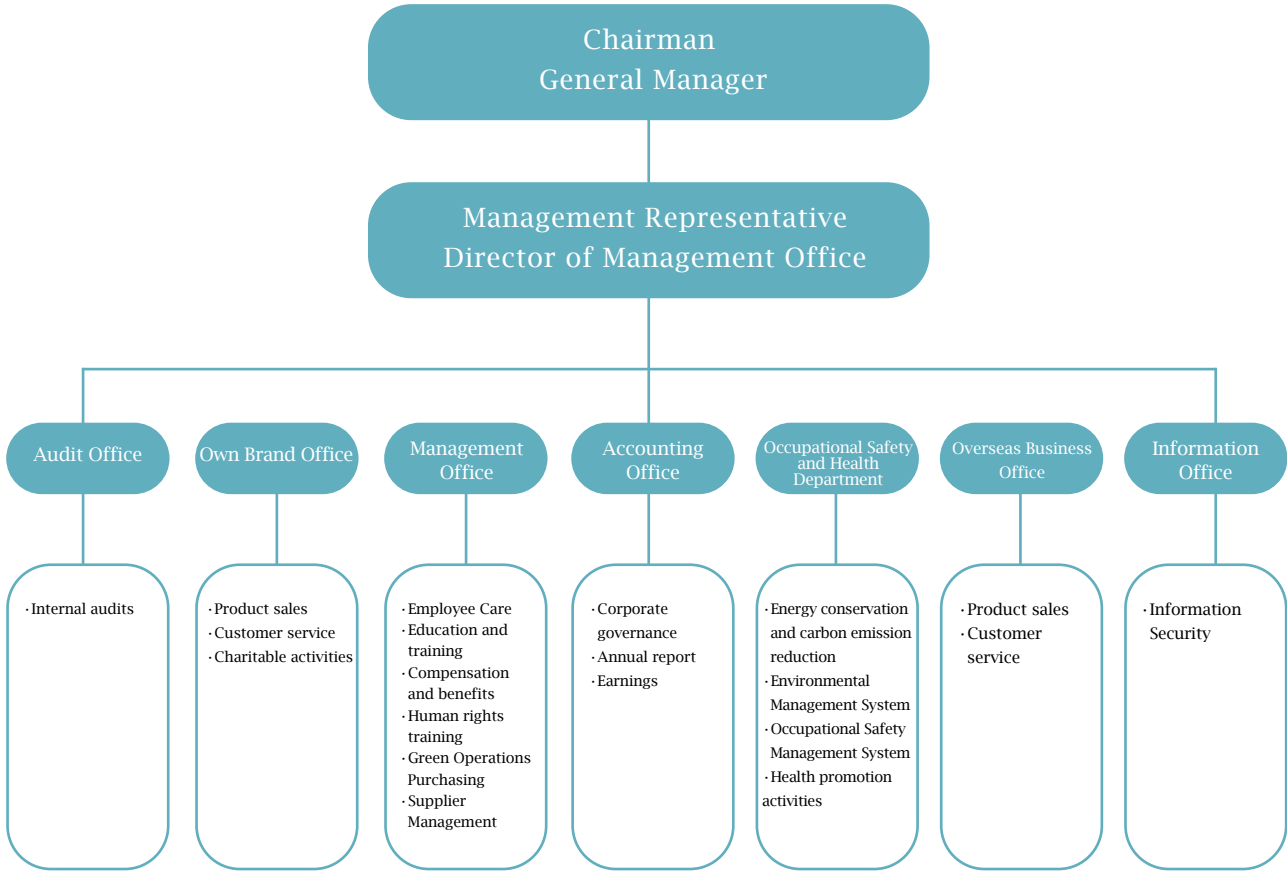 Chairman
General Manager
Management Representative
Director of Management Office
Audit Office
Own Brand Office
Management
Office
Accounting
Office
Occupational Safety
and Health
Department
Overseas Business
Office
Information
Office
·Internal audits
·Product sales
·Customer service
·Charitable activities
·Employee Care
·Education and
training
·Compensation
and benefits
·Human rights
training
·Green Operations
Purchasing
·Supplier
Management
·Corporate
governance
·Annual report
·Earnings
·Energy conservation
and carbon emission
reduction
·Environmental
Management System
·Occupational Safety
Management System
·Health promotion
activities
·Product sales
·Customer
service
·Information
Security